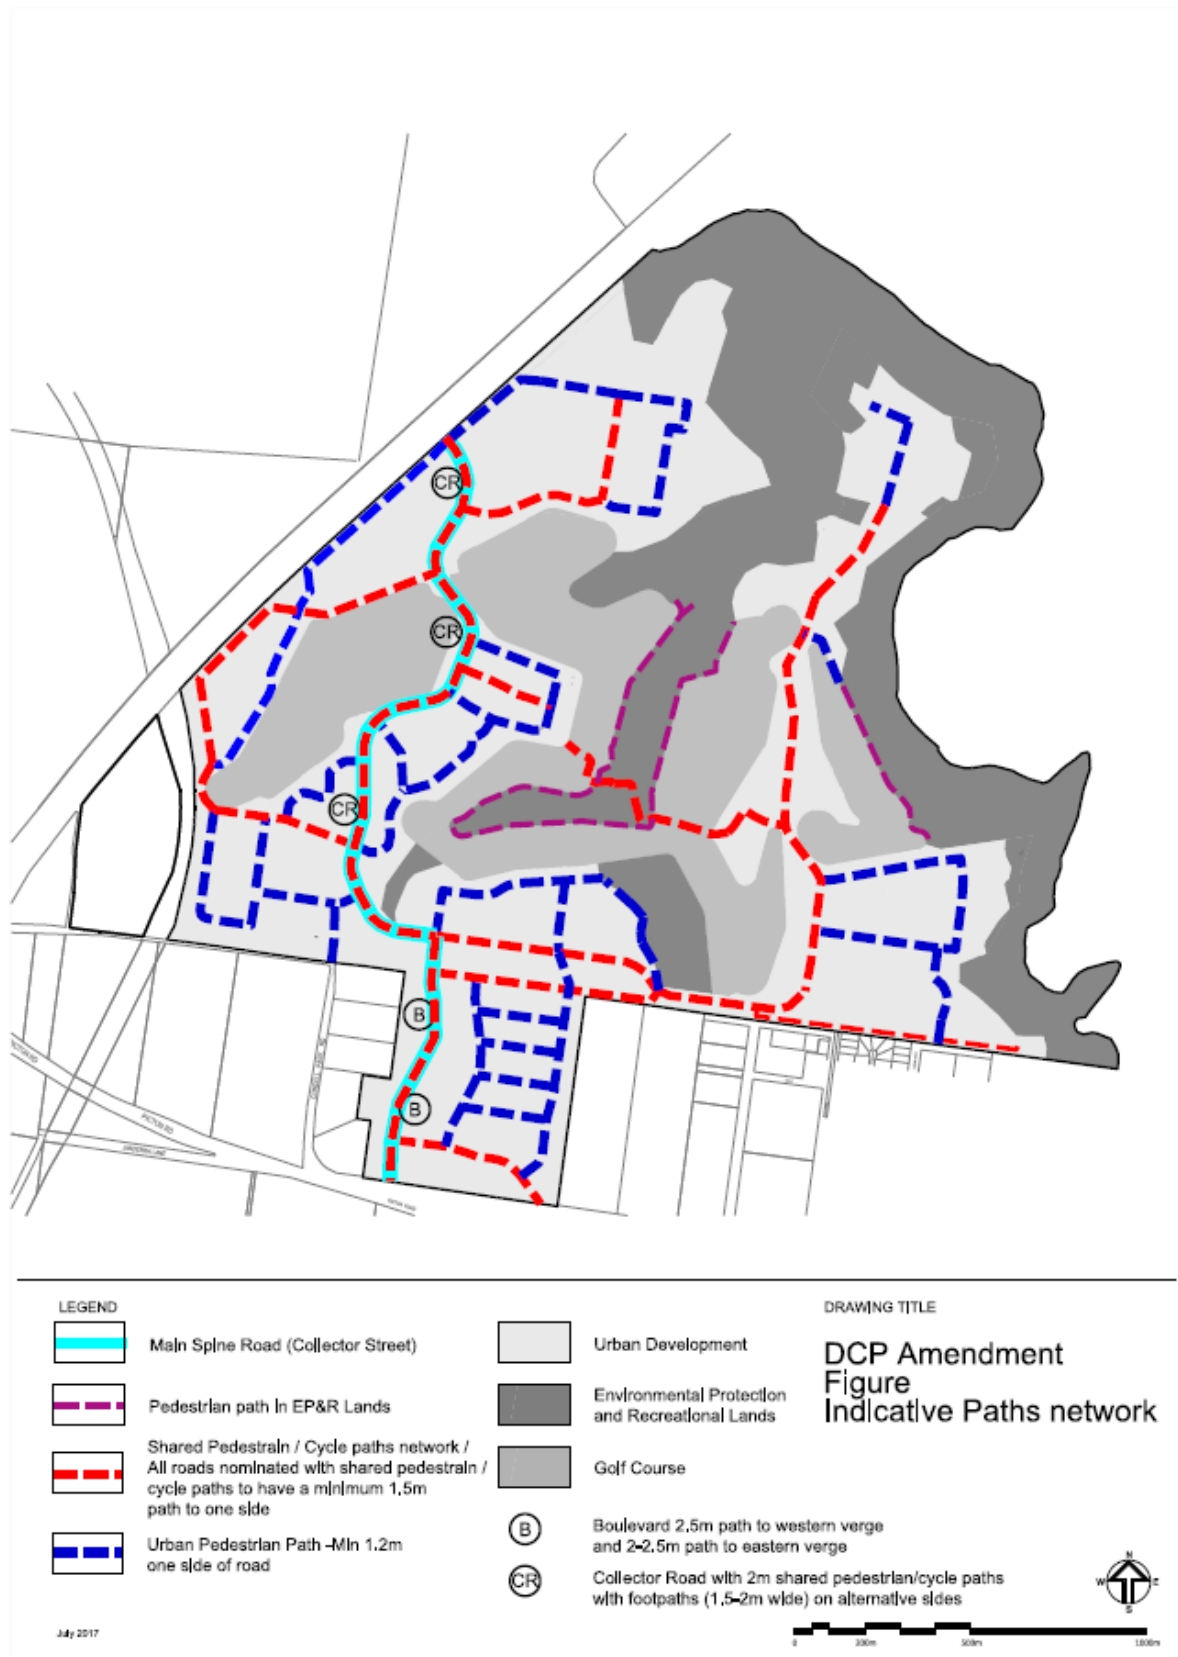 CR
CR
CR
B
B
PICTON RD
LEGEND
DRAWING TITLE
Main Spine Road (Collector Street)
Urban Development
DCP Amendment
Figure
Indicative Paths network
Pedestrian path in EP&R Lands
Environmental Protection
and Recreational Lands
Shared Pedestrain / Cycle paths network /
All roads nominated with shared pedestrain /
cycle paths to have a minimum 1.5m
path to one side
Golf Course
Urban Pedestrian Path -Min 1.2m
one side of road
B
Boulevard 2.5m path to western verge
and 2-2.5m path to eastern verge
CR
Collector Road with 2m shared pedestrian/cycle paths
with footpaths (1.5-2m wide) on alternative sides
N
W
E
S
July 2017
0
500m
1000m